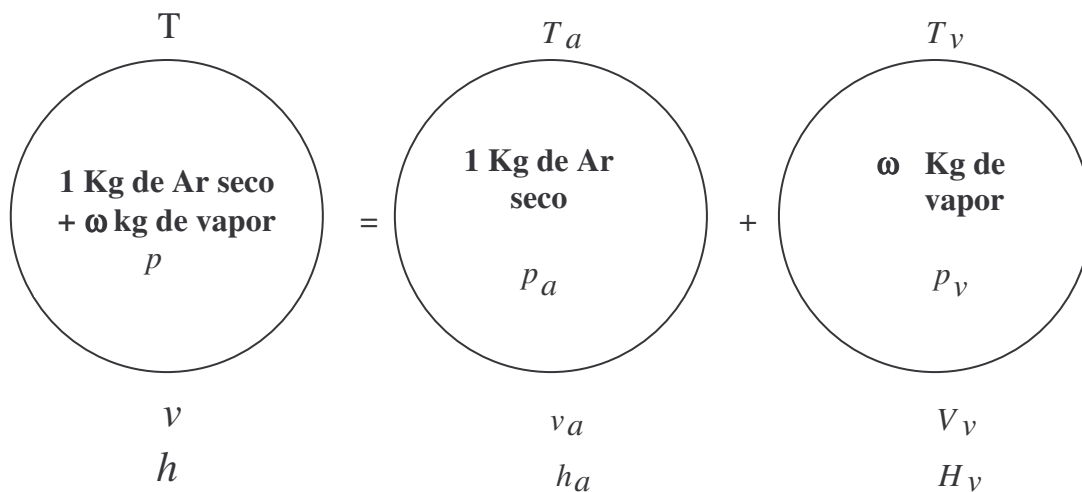 T
T a
T v
1 Kg de Ar seco
+ ω kg de vapor
p
=
1 Kg de Ar
seco
p a
+
ω Kg de
vapor
p v
v
v a
V v
h
h a
H v